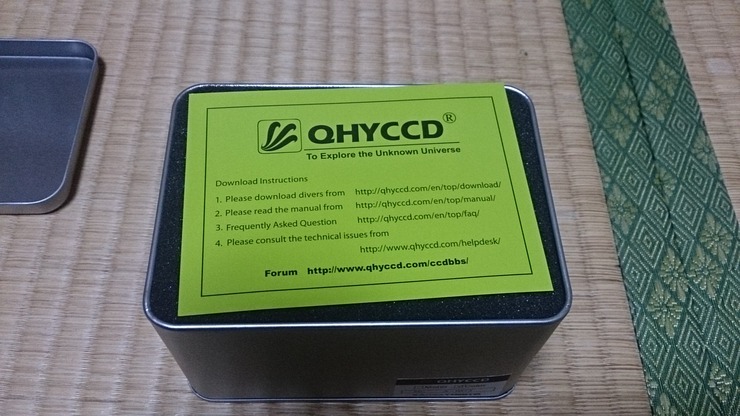 QHYCCD®
To Explore the Unknown Universe
Download Instructions
1. Please download divers from http://qhyccd.com/en/top/download/
2. Please read the manual from http://qhyccd.com/en/top/manual/
3. Frequently Asked Question http://qhyccd.com/en/top/faq/
4. Please consult the technical issues from
http://www.qhyccd.com/helpdesk/
Forum http://www.qhyccd.com/ccdbbs/
QHYCCD